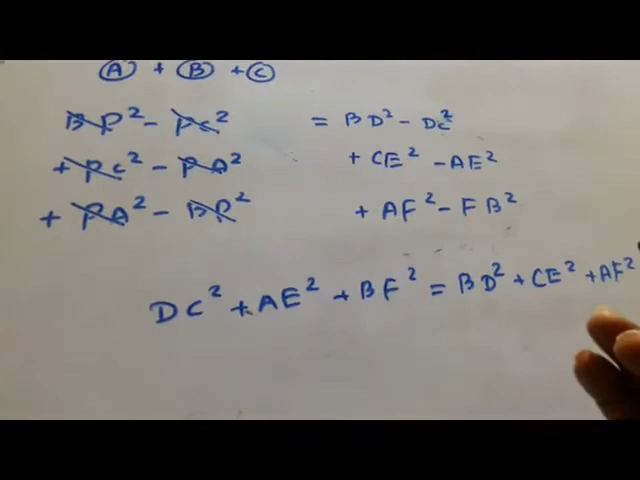 Ⓐ + Ⓑ + Ⓒ
BP² - PC² = BD² - DC²
+ PC² - PA² + CE² - AE²
+ PA² - BP² + AF² - FB²
DC² + AE² + BF² = BD² + CE² + AF²